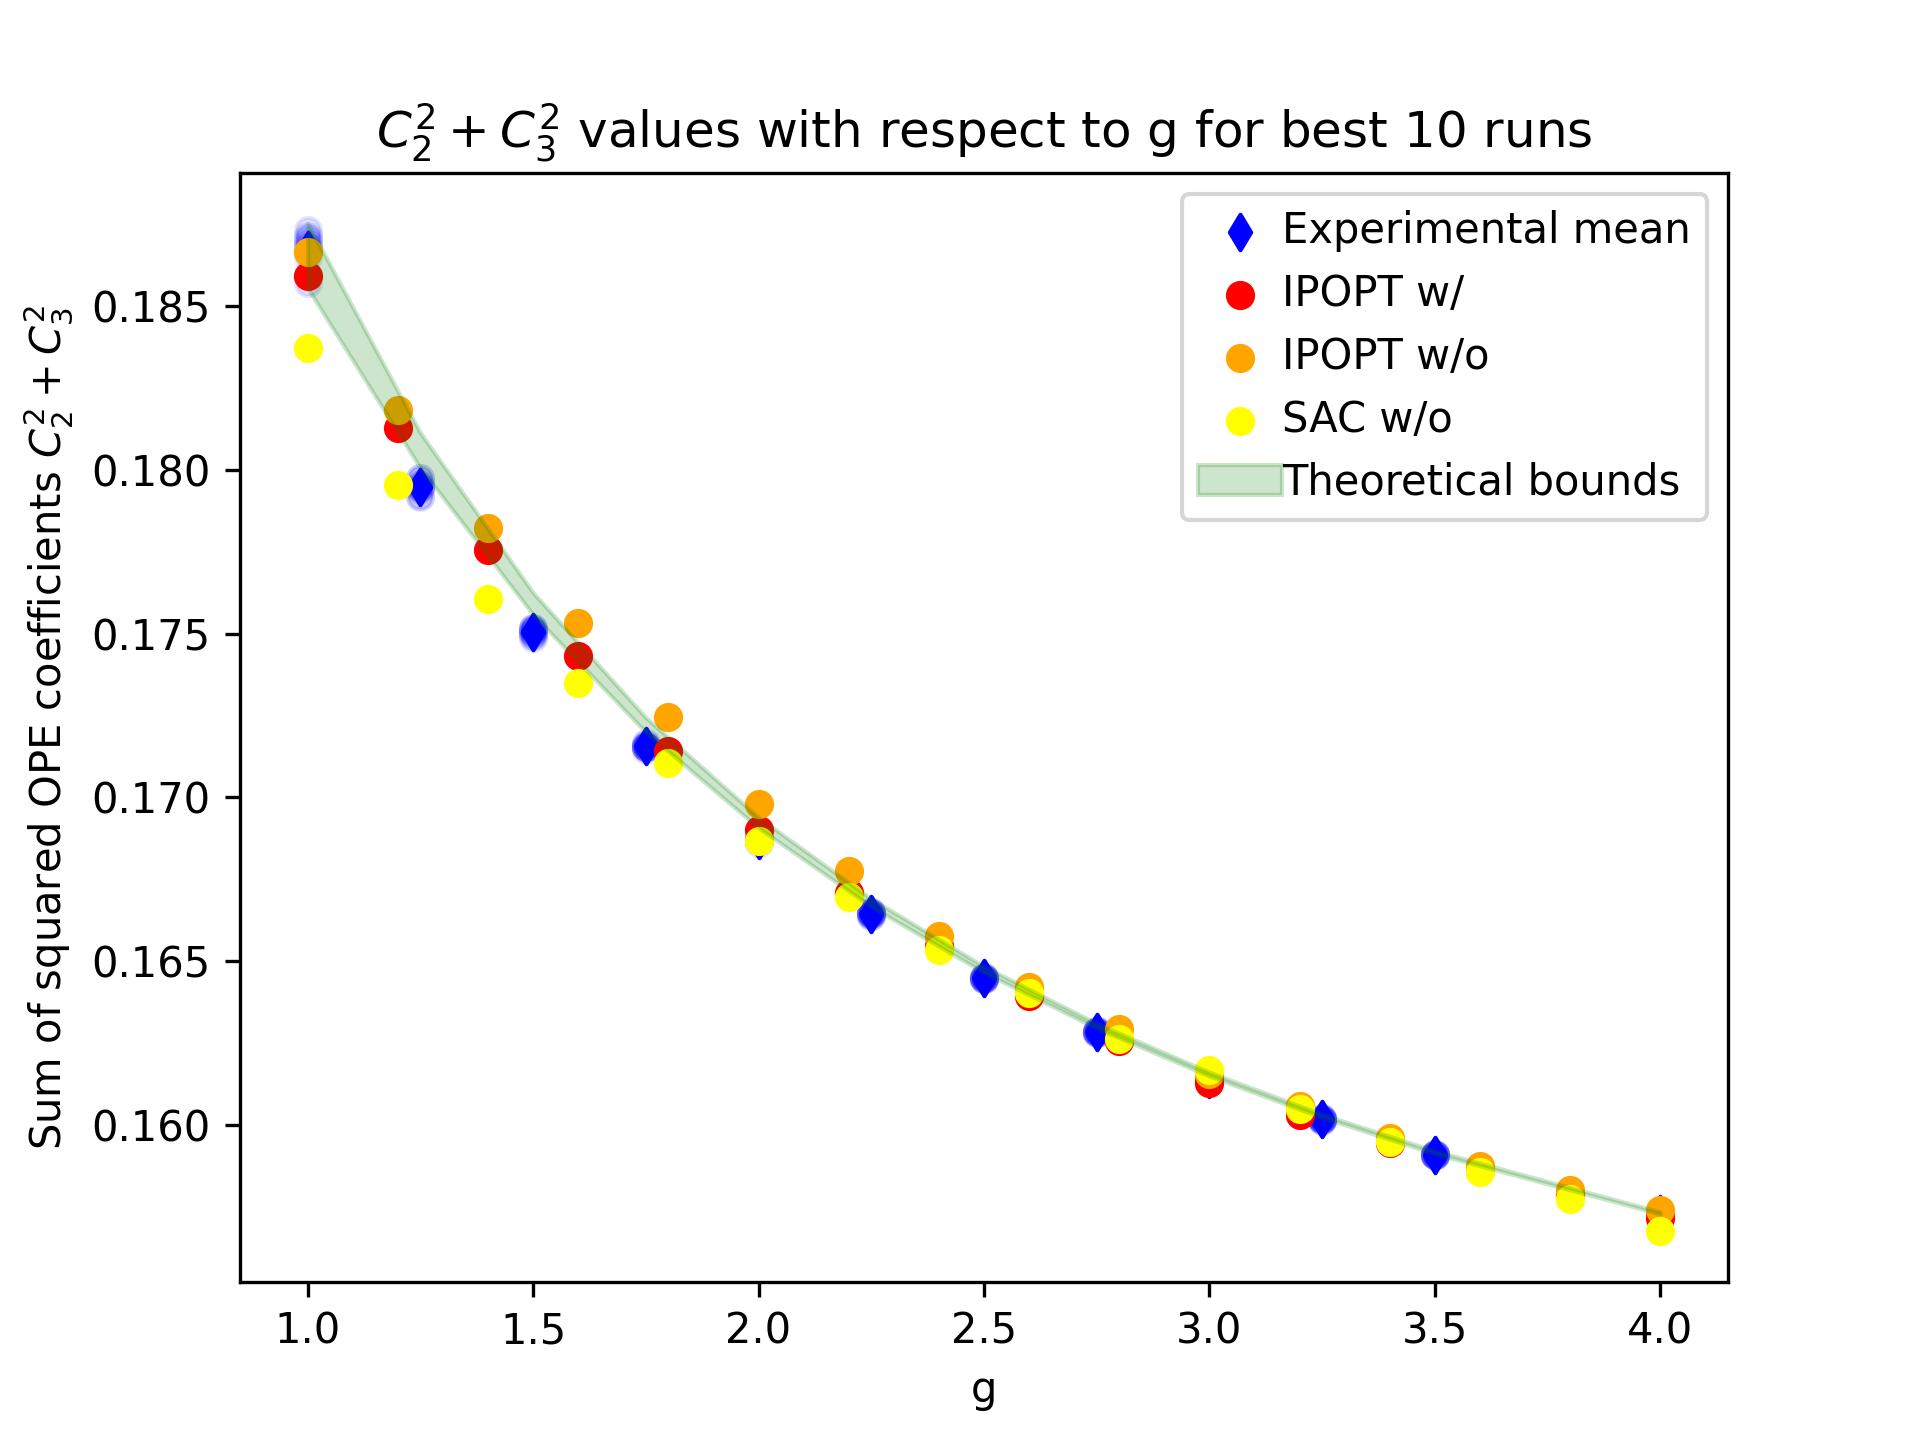 $C_2^2 + C_3^2$ values with respect to g for best 10 runs
Experimental mean
IPOPT w/
IPOPT w/o
SAC w/o
Theoretical bounds
Sum of squared OPE coefficients $C_2^2 + C_3^2$
0.185
0.180
0.175
0.170
0.165
0.160
1.0 1.5 2.0 2.5 3.0 3.5 4.0
g